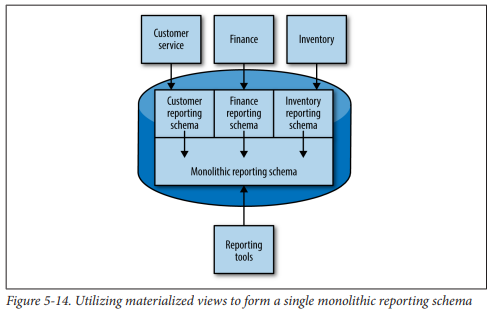 Customer
service
Finance
Inventory
Customer
reporting
schema
Finance
reporting
schema
Inventory
reporting
schema
Monolithic reporting schema
Reporting
tools
Figure 5-14. Utilizing materialized views to form a single monolithic reporting schema